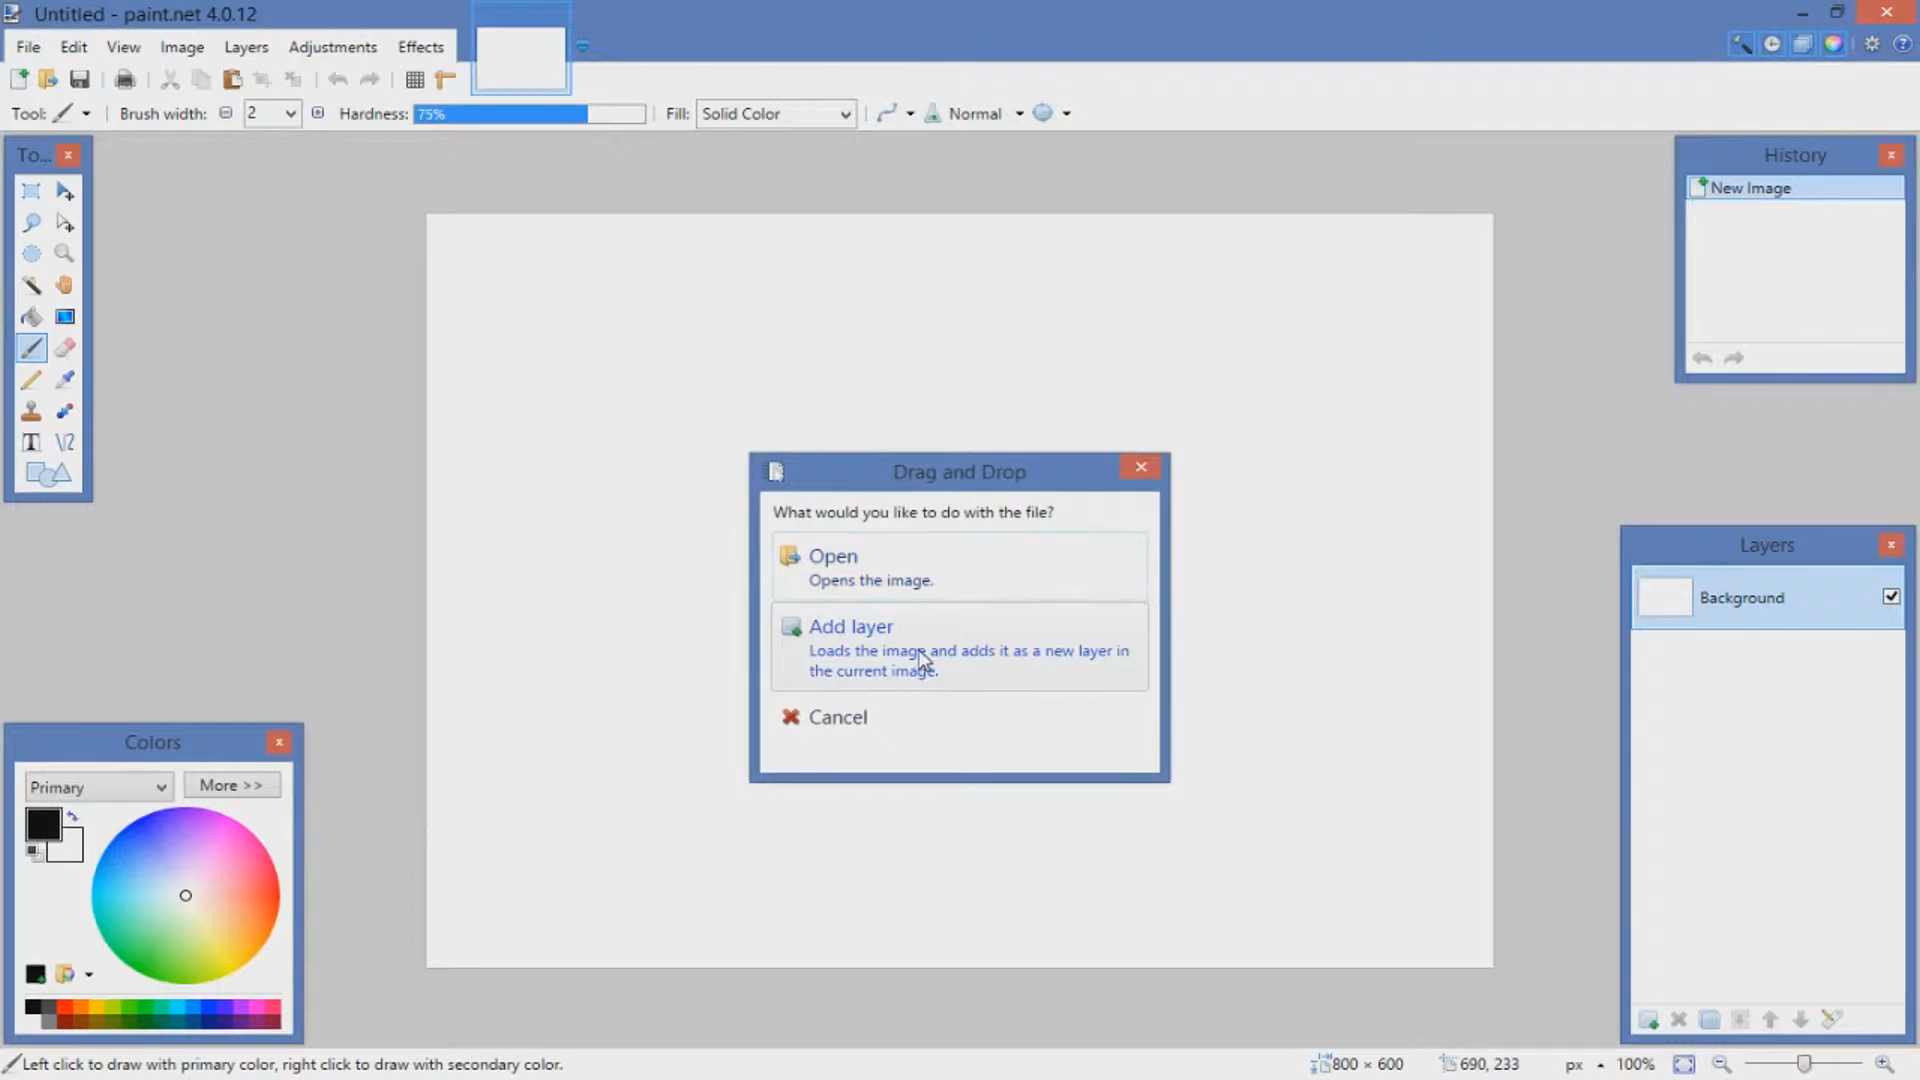 Untitled - paint.net 4.0.12
File Edit View Image Layers Adjustments Effects
Tool: Brush width: 2 Hardness: 75% Fill: Solid Color Normal
To...
History
New Image
Drag and Drop
What would you like to do with the file?
Open
Opens the image.
Add layer
Loads the image and adds it as a new layer in
the current image.
Cancel
Layers
Background
Colors
Primary
More >>
Left click to draw with primary color, right click to draw with secondary color.
800 × 600
690, 233
px
100%